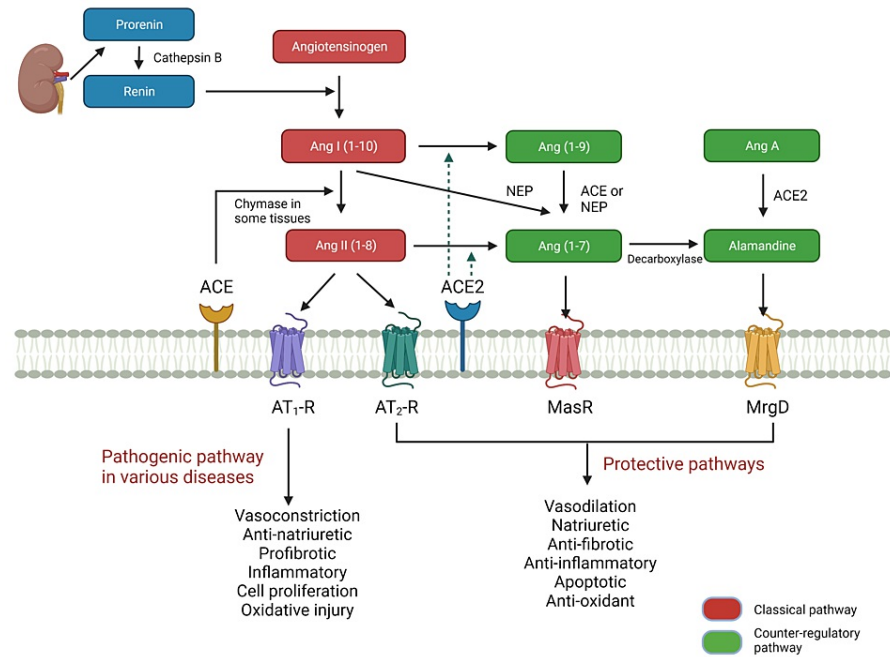 Prorenin
Cathepsin B
Renin
Angiotensinogen
Ang I (1-10)
Ang (1-9)
Ang A
Chymase in
some tissues
NEP
ACE or
NEP
ACE2
Ang II (1-8)
Ang (1-7)
Decarboxylase
Alamandine
ACE
ACE2
AT₁-R
AT₂-R
MasR
MrgD
Pathogenic pathway
in various diseases
Protective pathways
Vasoconstriction
Anti-natriuretic
Profibrotic
Inflammatory
Cell proliferation
Oxidative injury
Vasodilation
Natriuretic
Anti-fibrotic
Anti-inflammatory
Apoptotic
Anti-oxidant
Classical pathway
Counter-regulatory
pathway